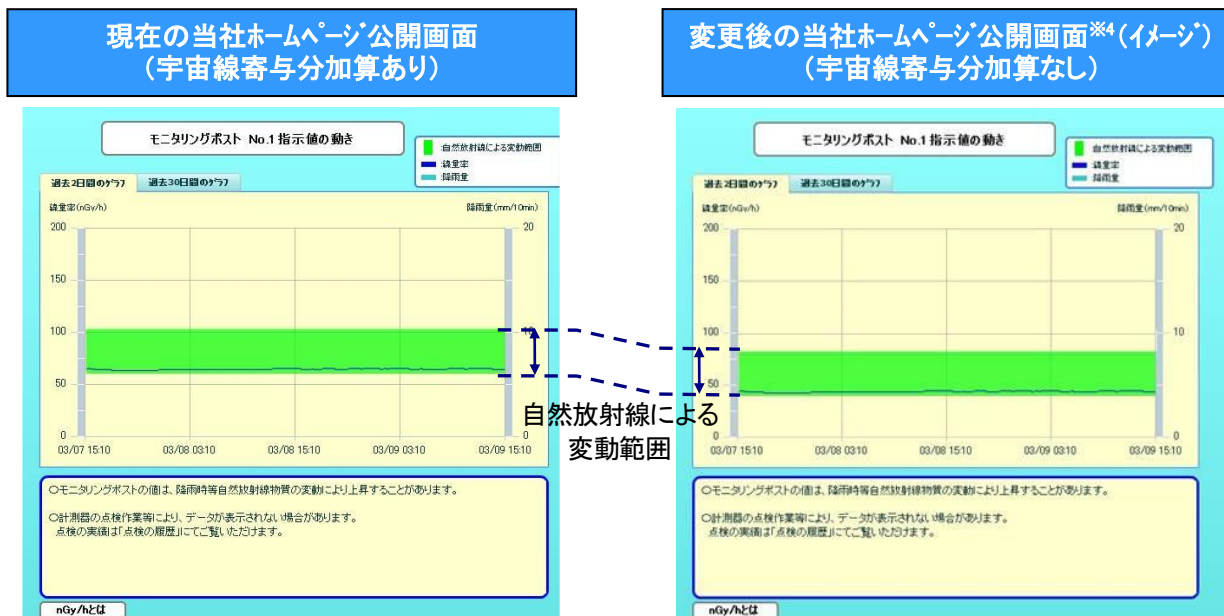 現在の当社ホームページ公開画面
(宇宙線寄与分加算あり)
モニタリングポスト No.1 指示値の動き
自然放射線による変動範囲
線量率
降雨量
過去2日間のグラフ 過去30日間のグラフ
線量率(nGy/h) 降雨量(mm/10min)
200 20
150
100 10
50
0 0
03/07 15:10 03/08 03:10 03/08 15:10 03/09 03:10 03/09 15:10
○モニタリングポストの値は、降雨時等自然放射線物質の変動により上昇することがあります。
○計測器の点検作業等により、データが表示されない場合があります。
点検の実績は「点検の履歴」にてご覧いただけます。
nGy/hとは
自然放射線による
変動範囲
変更後の当社ホームページ公開画面※4(イメージ)
(宇宙線寄与分加算なし)
モニタリングポスト No.1 指示値の動き
自然放射線による変動範囲
線量率
降雨量
過去2日間のグラフ 過去30日間のグラフ
線量率(nGy/h) 降雨量(mm/10min)
200 20
150
100 10
50
0 0
03/07 15:10 03/08 03:10 03/08 15:10 03/09 03:10 03/09 15:10
○モニタリングポストの値は、降雨時等自然放射線物質の変動により上昇することがあります。
○計測器の点検作業等により、データが表示されない場合があります。
点検の実績は「点検の履歴」にてご覧いただけます。
nGy/hとは